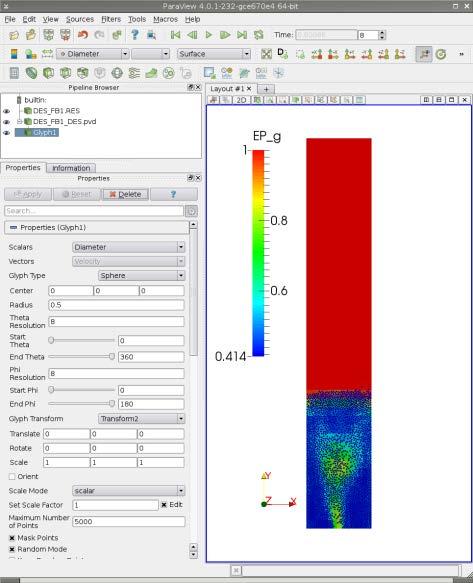 ParaView 4.0.1-232-gce670e4 64-bit
File Edit View Sources Filters Tools Macros Help
Time: 0.00086 8
Diameter Surface
Pipeline Browser
builtin:
DES_FB1.RES
DES_FB1_DES.pvd
Glyph1
Properties Information
Properties
Apply Reset Delete ?
Search...
Properties (Glyph1)
Scalars Diameter
Vectors Velocity
Glyph Type Sphere
Center 0 0 0
Radius 0.5
Theta Resolution 8
Start Theta 0
End Theta 360
Phi Resolution 8
Start Phi 0
End Phi 180
Glyph Transform Transform2
Translate 0 0 0
Rotate 0 0 0
Scale 1 1 1
Orient
Scale Mode scalar
Set Scale Factor 1 Edit
Maximum Number of Points 5000
Mask Points
Random Mode
Layout #1
2D
EP_g
1
0.8
0.6
0.414
Y
Z X